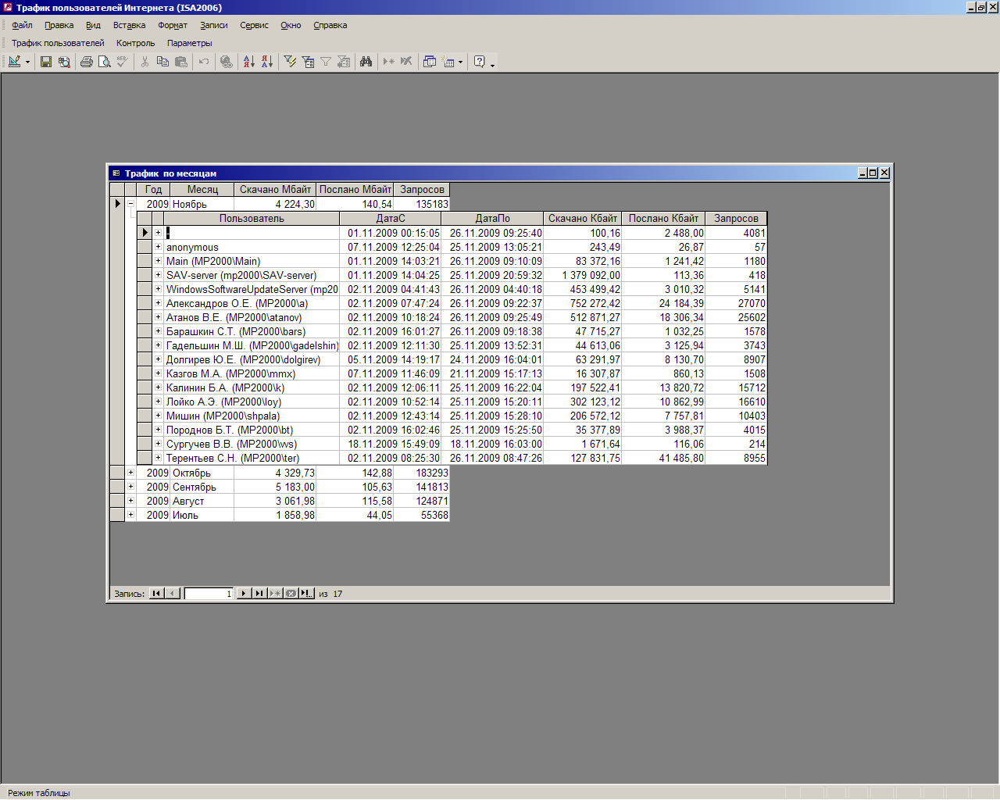 Трафик пользователей Интернета (ISA2006)
Файл Правка Вид Вставка Формат Записи Сервис Окно Справка
Трафик пользователей Контроль Параметры
Трафик по месяцам
Год Месяц Скачано Мбайт Послано Мбайт Запросов
2009 Ноябрь 4 224,30 140,54 135183
Пользователь ДатаС ДатаПо Скачано Кбайт Послано Кбайт Запросов
- 01.11.2009 00:15:05 26.11.2009 09:25:40 100,16 2 488,00 4081
anonymous 07.11.2009 12:25:04 25.11.2009 13:05:21 243,49 26,87 57
Main (MP2000\Main) 01.11.2009 14:03:21 26.11.2009 09:10:09 83 372,16 1 241,42 1180
SAV-server (mp2000\SAV-server) 01.11.2009 14:04:25 25.11.2009 20:59:32 1 379 092,00 113,36 418
WindowsSoftwareUpdateServer (mp20 02.11.2009 04:41:43 26.11.2009 04:40:18 453 499,42 3 010,32 5141
Александров О.Е. (MP2000\a) 02.11.2009 07:47:24 26.11.2009 09:22:37 752 272,42 24 184,39 27070
Атанов В.Е. (MP2000\atanov) 02.11.2009 10:18:24 26.11.2009 09:25:49 512 871,27 18 306,34 25602
Барашкин С.Т. (MP2000\bars) 02.11.2009 16:01:27 26.11.2009 09:18:38 47 715,27 1 032,25 1578
Гадельшин М.Ш. (MP2000\gadelshin) 02.11.2009 12:11:30 25.11.2009 13:52:31 44 613,06 3 125,94 3743
Долгирев Ю.Е. (MP2000\dolgirev) 05.11.2009 14:19:17 24.11.2009 16:04:01 63 291,97 8 130,70 8907
Казгов М.А. (MP2000\mmx) 07.11.2009 11:46:09 21.11.2009 15:17:13 16 307,87 860,13 1508
Калинин Б.А. (MP2000\k) 02.11.2009 12:06:11 25.11.2009 16:22:04 197 522,41 13 820,72 15712
Лойко А.Э. (MP2000\loy) 02.11.2009 10:52:14 25.11.2009 15:20:11 302 123,12 10 862,99 16610
Мишин (MP2000\shpala) 02.11.2009 12:43:14 25.11.2009 15:28:10 206 572,12 7 757,81 10403
Породнов Б.Т. (MP2000\bt) 02.11.2009 16:02:46 25.11.2009 15:25:50 35 377,89 3 988,37 4015
Сургучев В.В. (MP2000\vvs) 18.11.2009 15:49:09 18.11.2009 16:03:00 1 671,64 116,06 214
Терентьев С.Н. (MP2000\ter) 02.11.2009 08:25:30 26.11.2009 08:47:26 127 831,75 41 485,80 8955
2009 Октябрь 4 329,73 142,88 183293
2009 Сентябрь 5 183,00 105,63 141813
2009 Август 3 061,98 115,58 124871
2009 Июль 1 858,98 44,05 55368
Запись: 1 из 17
Режим таблицы